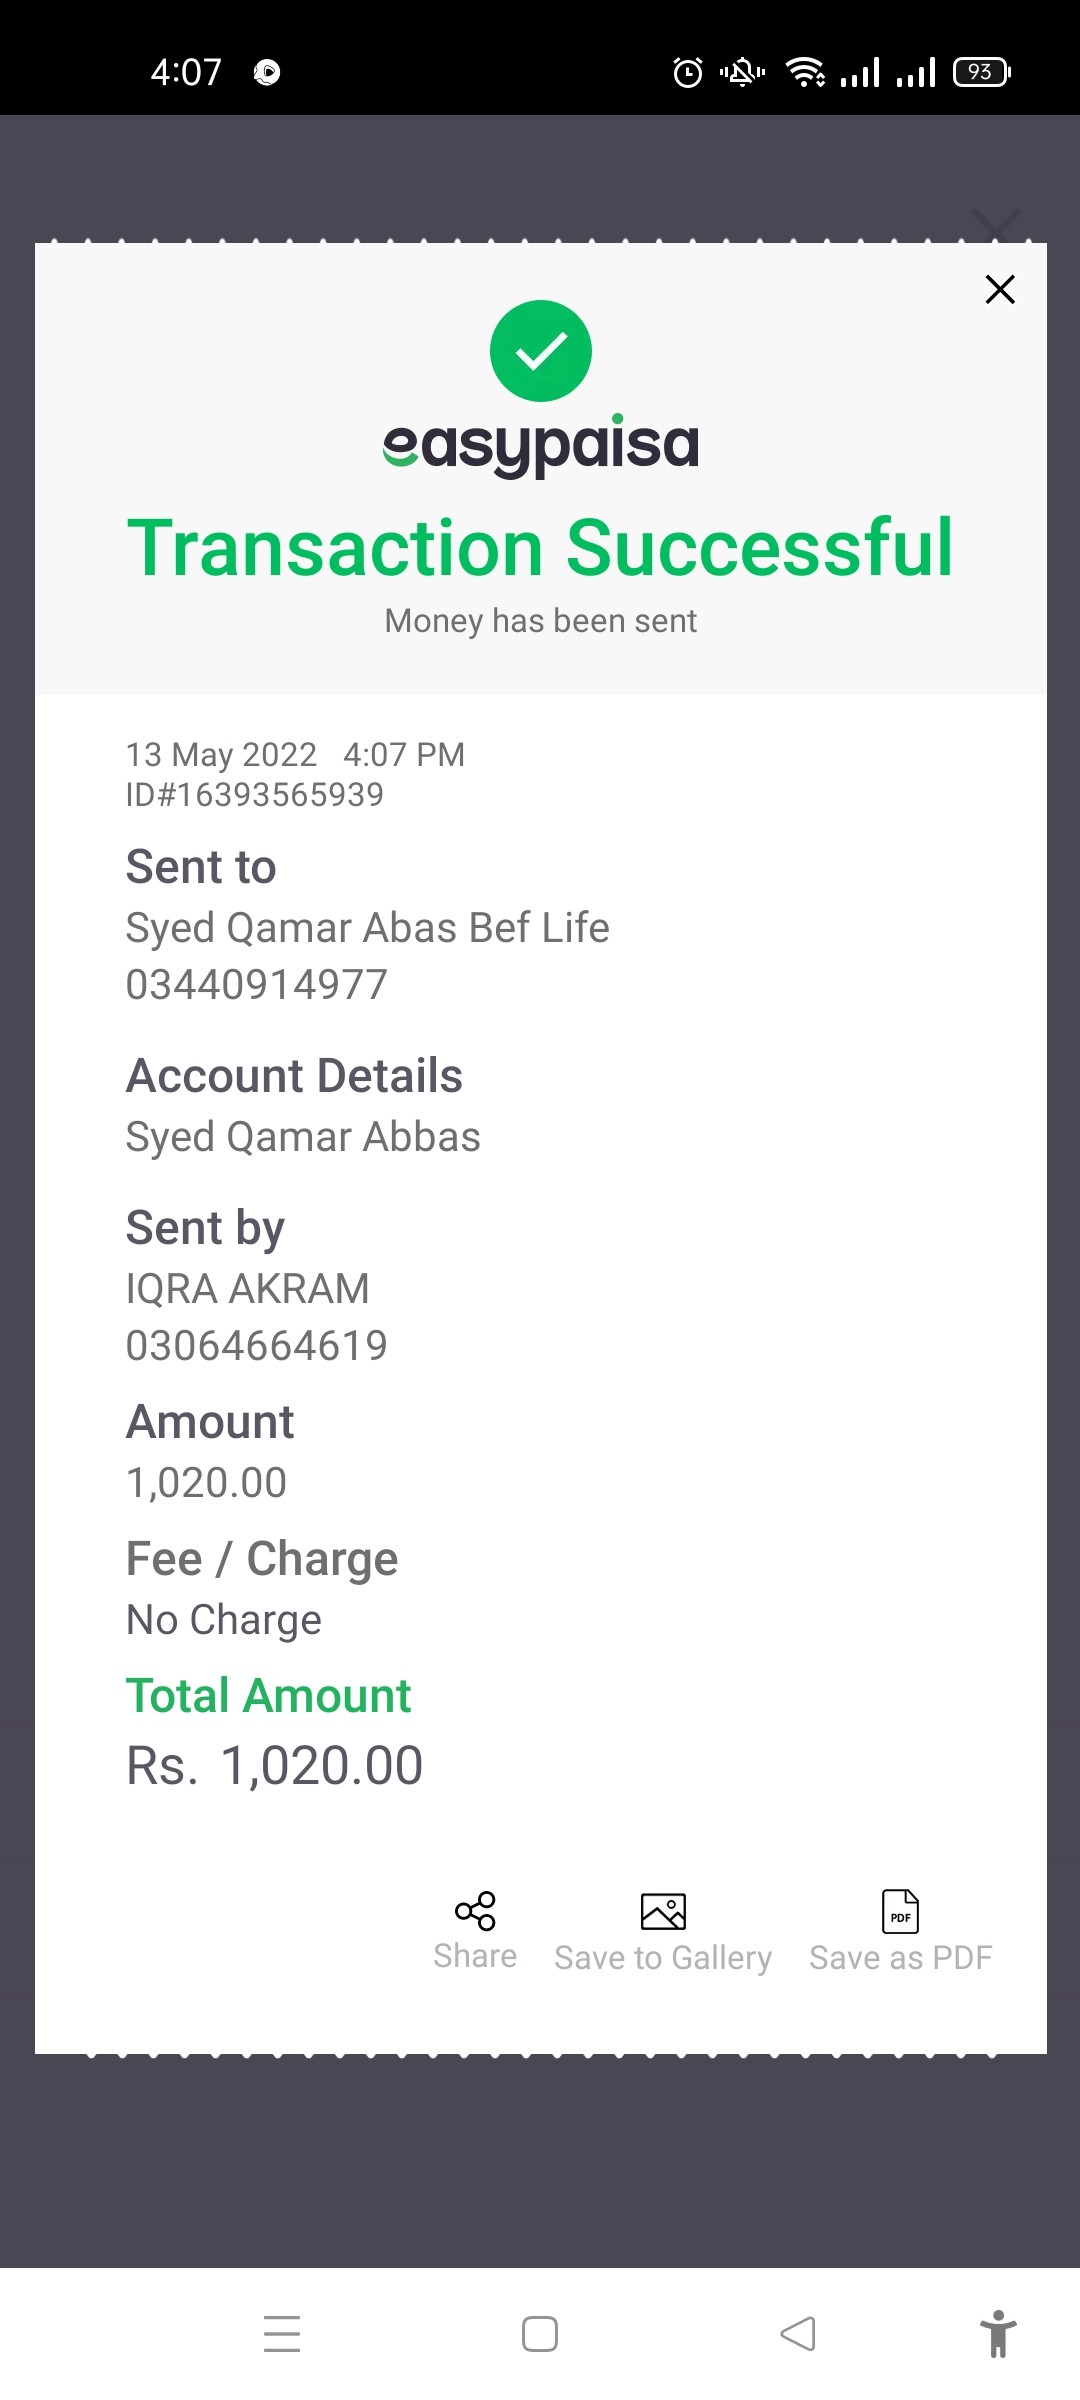 4:07
93
easypaisa
Transaction Successful
Money has been sent
13 May 2022 4:07 PM
ID#16393565939
Sent to
Syed Qamar Abas Bef Life
03440914977
Account Details
Syed Qamar Abbas
Sent by
IQRA AKRAM
03064664619
Amount
1,020.00
Fee / Charge
No Charge
Total Amount
Rs. 1,020.00
PDF
Share Save to Gallery Save as PDF